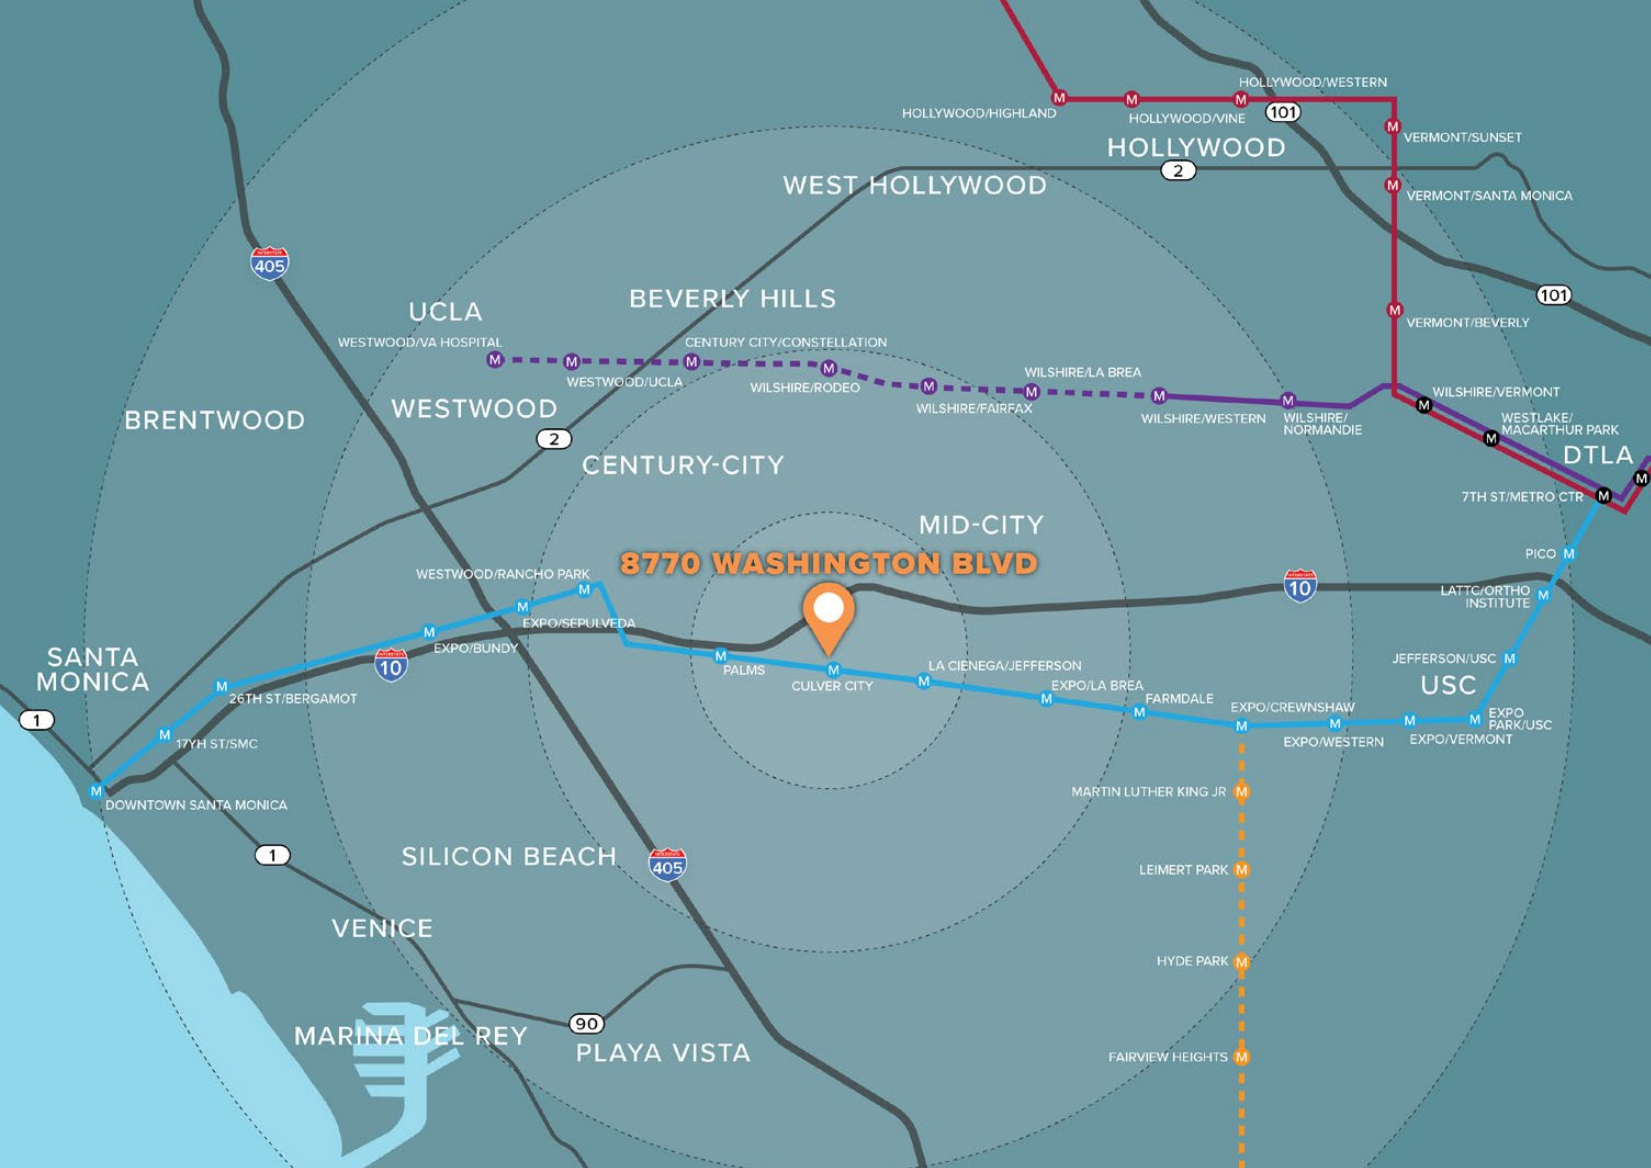 HOLLYWOOD/WESTERN
HOLLYWOOD/HIGHLAND
HOLLYWOOD/VINE
101
VERMONT/SUNSET
HOLLYWOOD
2
WEST HOLLYWOOD
VERMONT/SANTA MONICA
INTERSTATE
405
101
BEVERLY HILLS
UCLA
VERMONT/BEVERLY
WESTWOOD/VA HOSPITAL
CENTURY CITY/CONSTELLATION
WESTWOOD/UCLA
WILSHIRE/RODEO
WILSHIRE/LA BREA
WILSHIRE/FAIRFAX
WILSHIRE/VERMONT
WESTWOOD
BRENTWOOD
WILSHIRE/WESTERN
WILSHIRE/
NORMANDIE
WESTLAKE/
MACARTHUR PARK
2
DTLA
CENTURY-CITY
7TH ST/METRO CTR
MID-CITY
PICO
8770 WASHINGTON BLVD
WESTWOOD/RANCHO PARK
INTERSTATE
10
LATTC/ORTHO
INSTITUTE
EXPO/SEPULVEDA
EXPO/BUNDY
SANTA
MONICA
INTERSTATE
10
PALMS
LA CIENEGA/JEFFERSON
JEFFERSON/USC
CULVER CITY
USC
EXPO/LA BREA
26TH ST/BERGAMOT
FARMDALE
EXPO/CREWNSHAW
EXPO
PARK/USC
1
17YH ST/SMC
EXPO/WESTERN
EXPO/VERMONT
MARTIN LUTHER KING JR
DOWNTOWN SANTA MONICA
1
SILICON BEACH
INTERSTATE
405
LEIMERT PARK
VENICE
HYDE PARK
90
MARINA DEL REY
PLAYA VISTA
FAIRVIEW HEIGHTS